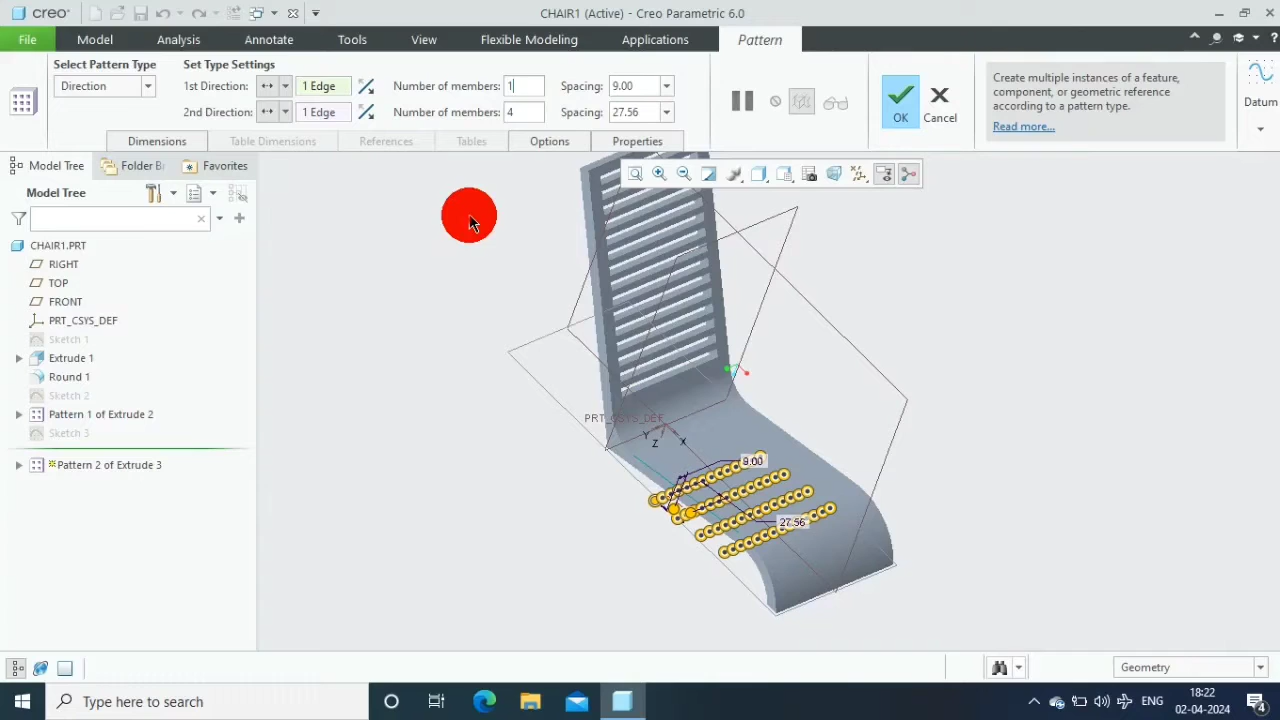 creo
CHAIR1 (Active) - Creo Parametric 6.0
File Model Analysis Annotate Tools View Flexible Modeling Applications Pattern
Select Pattern Type Set Type Settings
Direction 1st Direction: 1 Edge Number of members: 1 Spacing: 9.00
2nd Direction: 1 Edge Number of members: 4 Spacing: 27.56
Dimensions Table Dimensions References Tables Options Properties
OK Cancel
Create multiple instances of a feature,
component, or geometric reference
according to a pattern type.
Read more...
Datum
Model Tree Folder Br Favorites
Model Tree
CHAIR1.PRT
RIGHT
TOP
FRONT
PRT_CSYS_DEF
Sketch 1
Extrude 1
Round 1
Sketch 2
Pattern 1 of Extrude 2
Sketch 3
Pattern 2 of Extrude 3
PRT_CSYS_DEF
Y
X
Z
9.00
27.56
Geometry
Type here to search
ENG
18:22
02-04-2024
4